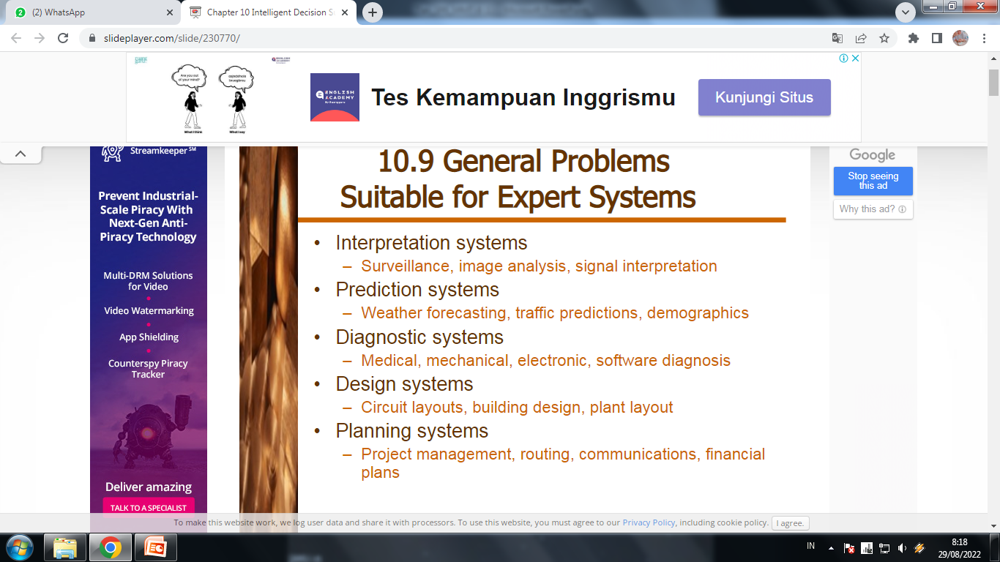 (2) WhatsApp
Chapter 10 Intelligent Decision S
slideplayer.com/slide/230770/
Are you out
of your mind?
What I think
What I say
ENGLISH
ACADEMY
Tes Kemampuan Inggrismu
Kunjungi Situs
Streamkeeper℠
Prevent Industrial-
Scale Piracy With
Next-Gen Anti-
Piracy Technology
Multi-DRM Solutions
for Video
Video Watermarking
App Shielding
Counterspy Piracy
Tracker
Deliver amazing
TALK TO A SPECIALIST
10.9 General Problems
Suitable for Expert Systems
• Interpretation systems
– Surveillance, image analysis, signal interpretation
• Prediction systems
– Weather forecasting, traffic predictions, demographics
• Diagnostic systems
– Medical, mechanical, electronic, software diagnosis
• Design systems
– Circuit layouts, building design, plant layout
• Planning systems
– Project management, routing, communications, financial
plans
Google
Stop seeing
this ad
Why this ad?
To make this website work, we log user data and share it with processors. To use this website, you must agree to our Privacy Policy, including cookie policy.
I agree.
IN
8:18
29/08/2022